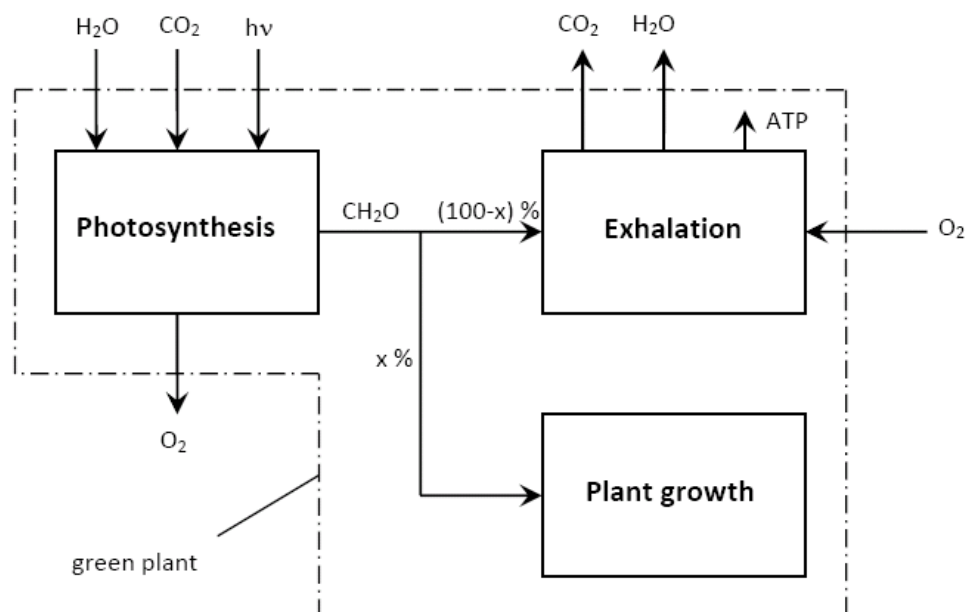 H₂O CO₂ hν
CO₂ H₂O
ATP
Photosynthesis
CH₂O (100-x) %
Exhalation
O₂
x %
O₂
Plant growth
green plant